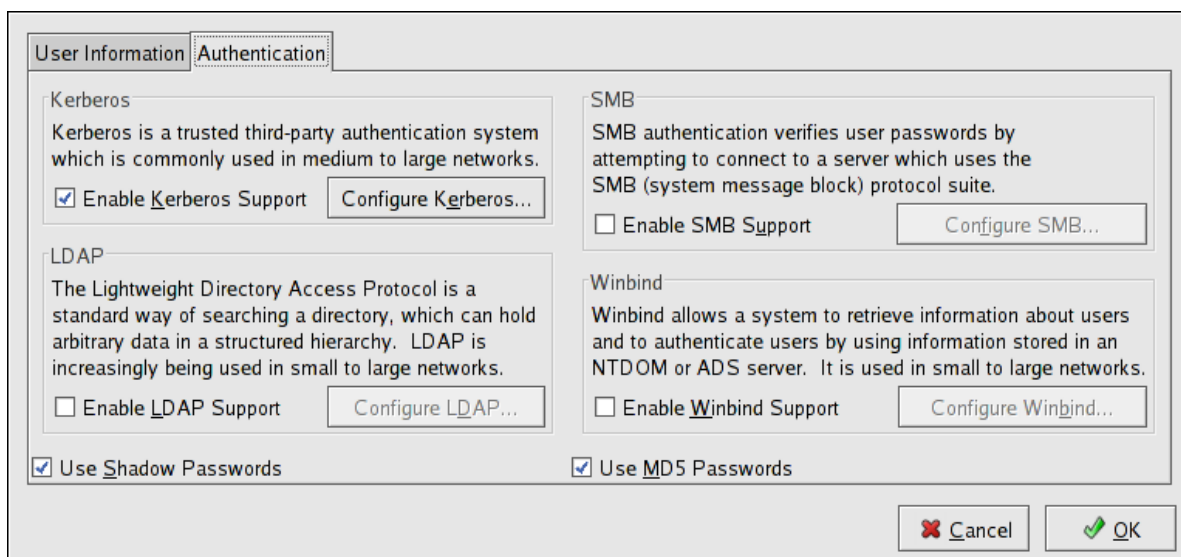 User Information
Authentication
Kerberos
Kerberos is a trusted third-party authentication system
which is commonly used in medium to large networks.
Enable Kerberos Support
Configure Kerberos...
LDAP
The Lightweight Directory Access Protocol is a
standard way of searching a directory, which can hold
arbitrary data in a structured hierarchy.  LDAP is
increasingly being used in small to large networks.
Enable LDAP Support
Configure LDAP...
SMB
SMB authentication verifies user passwords by
attempting to connect to a server which uses the
SMB (system message block) protocol suite.
Enable SMB Support
Configure SMB...
Winbind
Winbind allows a system to retrieve information about users
and to authenticate users by using information stored in an
NTDOM or ADS server.  It is used in small to large networks.
Enable Winbind Support
Configure Winbind...
Use Shadow Passwords
Use MD5 Passwords
Cancel
OK